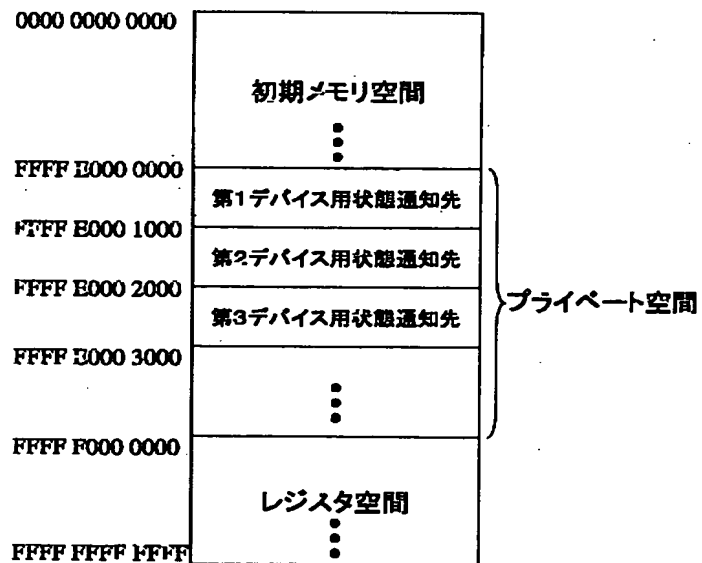 0000 0000 0000
初期メモリ空間
FFFF E000 0000
第1デバイス用状態通知先
FFFF E000 1000
第2デバイス用状態通知先
FFFF E000 2000
プライベート空間
第3デバイス用状態通知先
FFFF E000 3000
FFFF F000 0000
レジスタ空間
FFFF FFFF FFFF